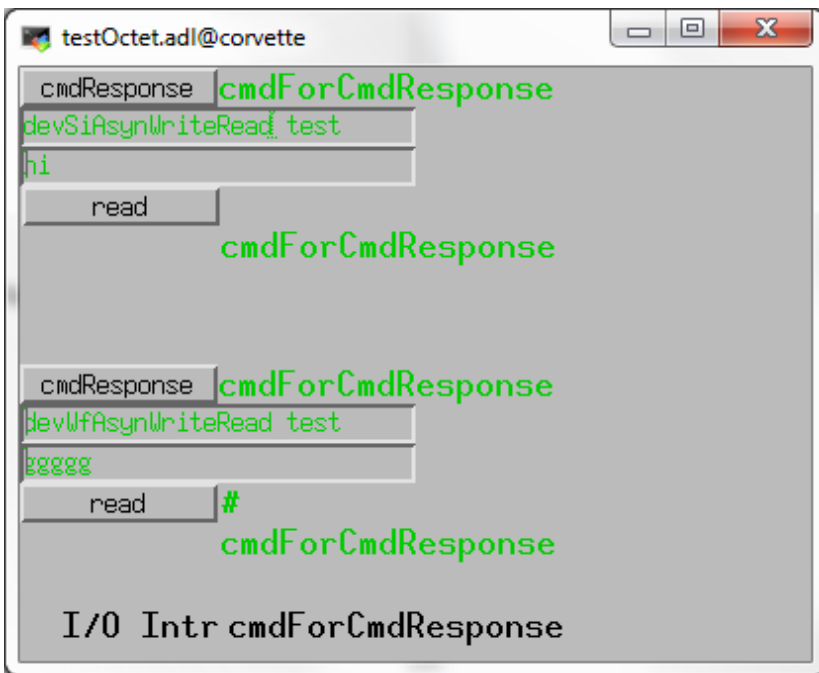 testOctet.adl@corvette
cmdResponse cmdForCmdResponse
devSiAsynWriteRead test
hi
read
cmdForCmdResponse
cmdResponse cmdForCmdResponse
devWfAsynWriteRead test
ggggg
read #
cmdForCmdResponse
I/O Intr cmdForCmdResponse